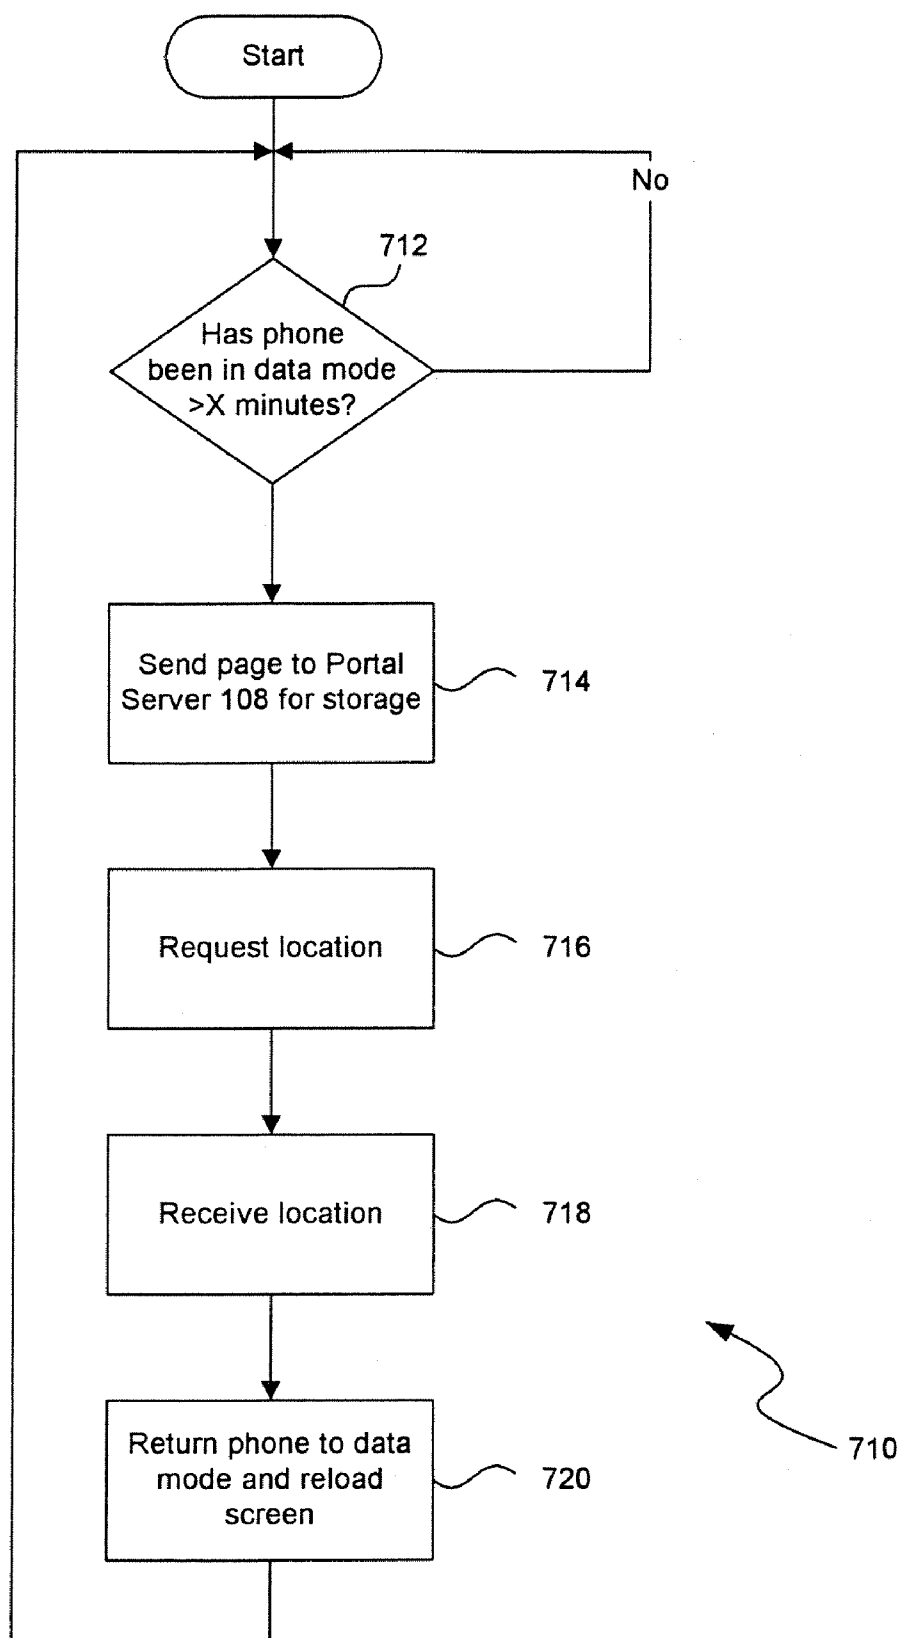 Start
No
712
Has phone
been in data mode
>X minutes?
Send page to Portal
Server 108 for storage
714
Request location
716
Receive location
718
710
Return phone to data
mode and reload
screen
720